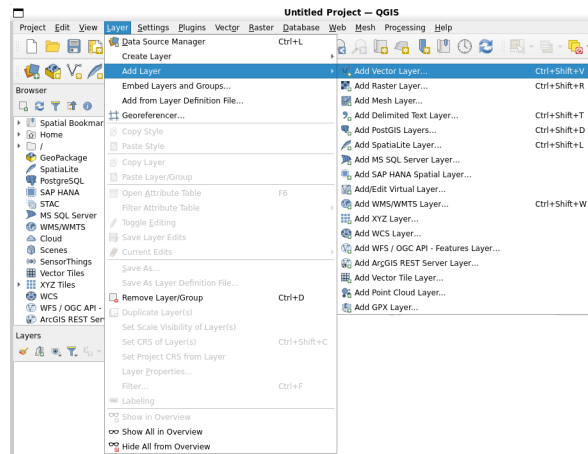 Untitled Project — QGIS
Project Edit View Layer Settings Plugins Vector Raster Database Web Mesh Processing Help
Data Source Manager Ctrl+L
Create Layer
Add Layer
Embed Layers and Groups...
Add from Layer Definition File...
Georeferencer...
Copy Style
Paste Style
Copy Layer
Paste Layer/Group
Open Attribute Table F6
Filter Attribute Table
Toggle Editing
Save Layer Edits
Current Edits
Save As...
Save As Layer Definition File...
Remove Layer/Group Ctrl+D
Duplicate Layer(s)
Set Scale Visibility of Layer(s)
Set CRS of Layer(s) Ctrl+Shift+C
Set Project CRS from Layer
Layer Properties...
Filter... Ctrl+F
Labeling
Show in Overview
Show All in Overview
Hide All from Overview
Add Vector Layer... Ctrl+Shift+V
Add Raster Layer... Ctrl+Shift+R
Add Mesh Layer...
Add Delimited Text Layer... Ctrl+Shift+T
Add PostGIS Layers... Ctrl+Shift+D
Add SpatiaLite Layer... Ctrl+Shift+L
Add MS SQL Server Layer...
Add SAP HANA Spatial Layer...
Add/Edit Virtual Layer...
Add WMS/WMTS Layer... Ctrl+Shift+W
Add XYZ Layer...
Add WCS Layer...
Add WFS / OGC API - Features Layer...
Add ArcGIS REST Server Layer...
Add Vector Tile Layer...
Add Point Cloud Layer...
Add GPX Layer...
Browser
Spatial Bookmar
Home
/
GeoPackage
SpatiaLite
PostgreSQL
SAP HANA
STAC
MS SQL Server
WMS/WMTS
Cloud
Scenes
SensorThings
Vector Tiles
XYZ Tiles
WCS
WFS / OGC API -
ArcGIS REST Ser
Layers